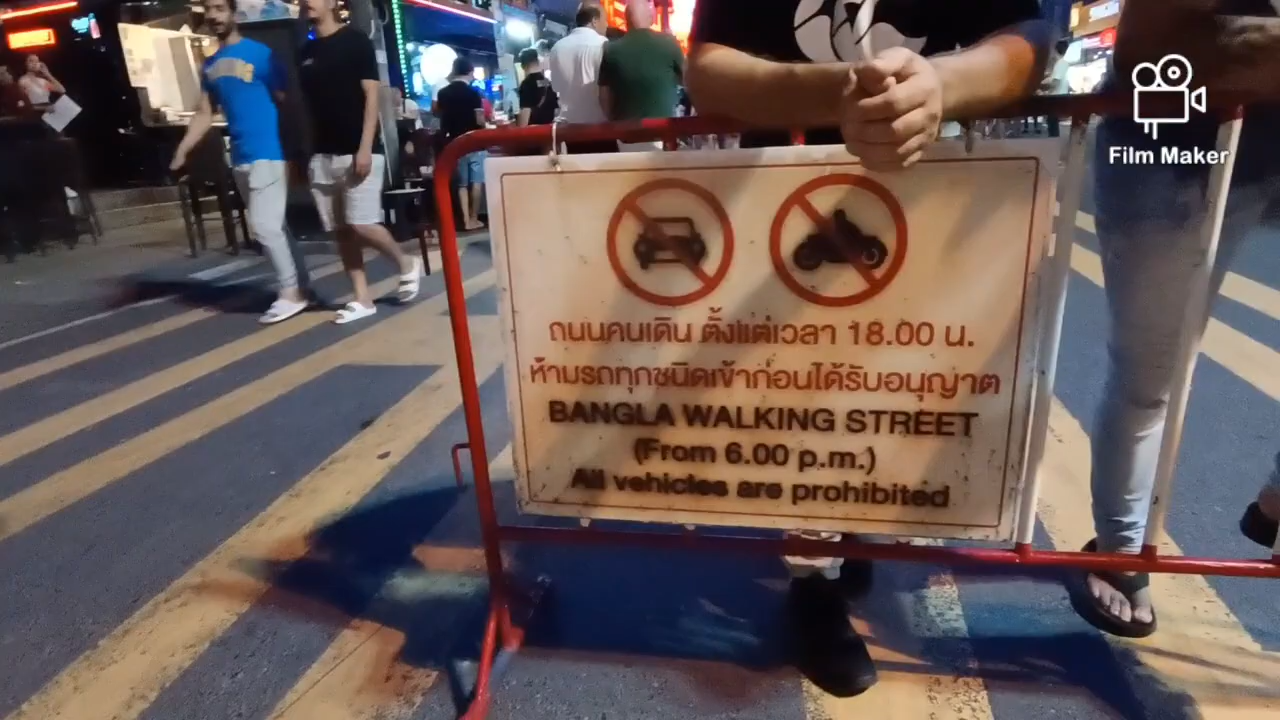 Film Maker
ถนนคนเดิน ตั้งแต่เวลา 18.00 น.
ห้ามรถทุกชนิดเข้าก่อนได้รับอนุญาต
BANGLA WALKING STREET
(From 6.00 p.m.)
All vehicles are prohibited